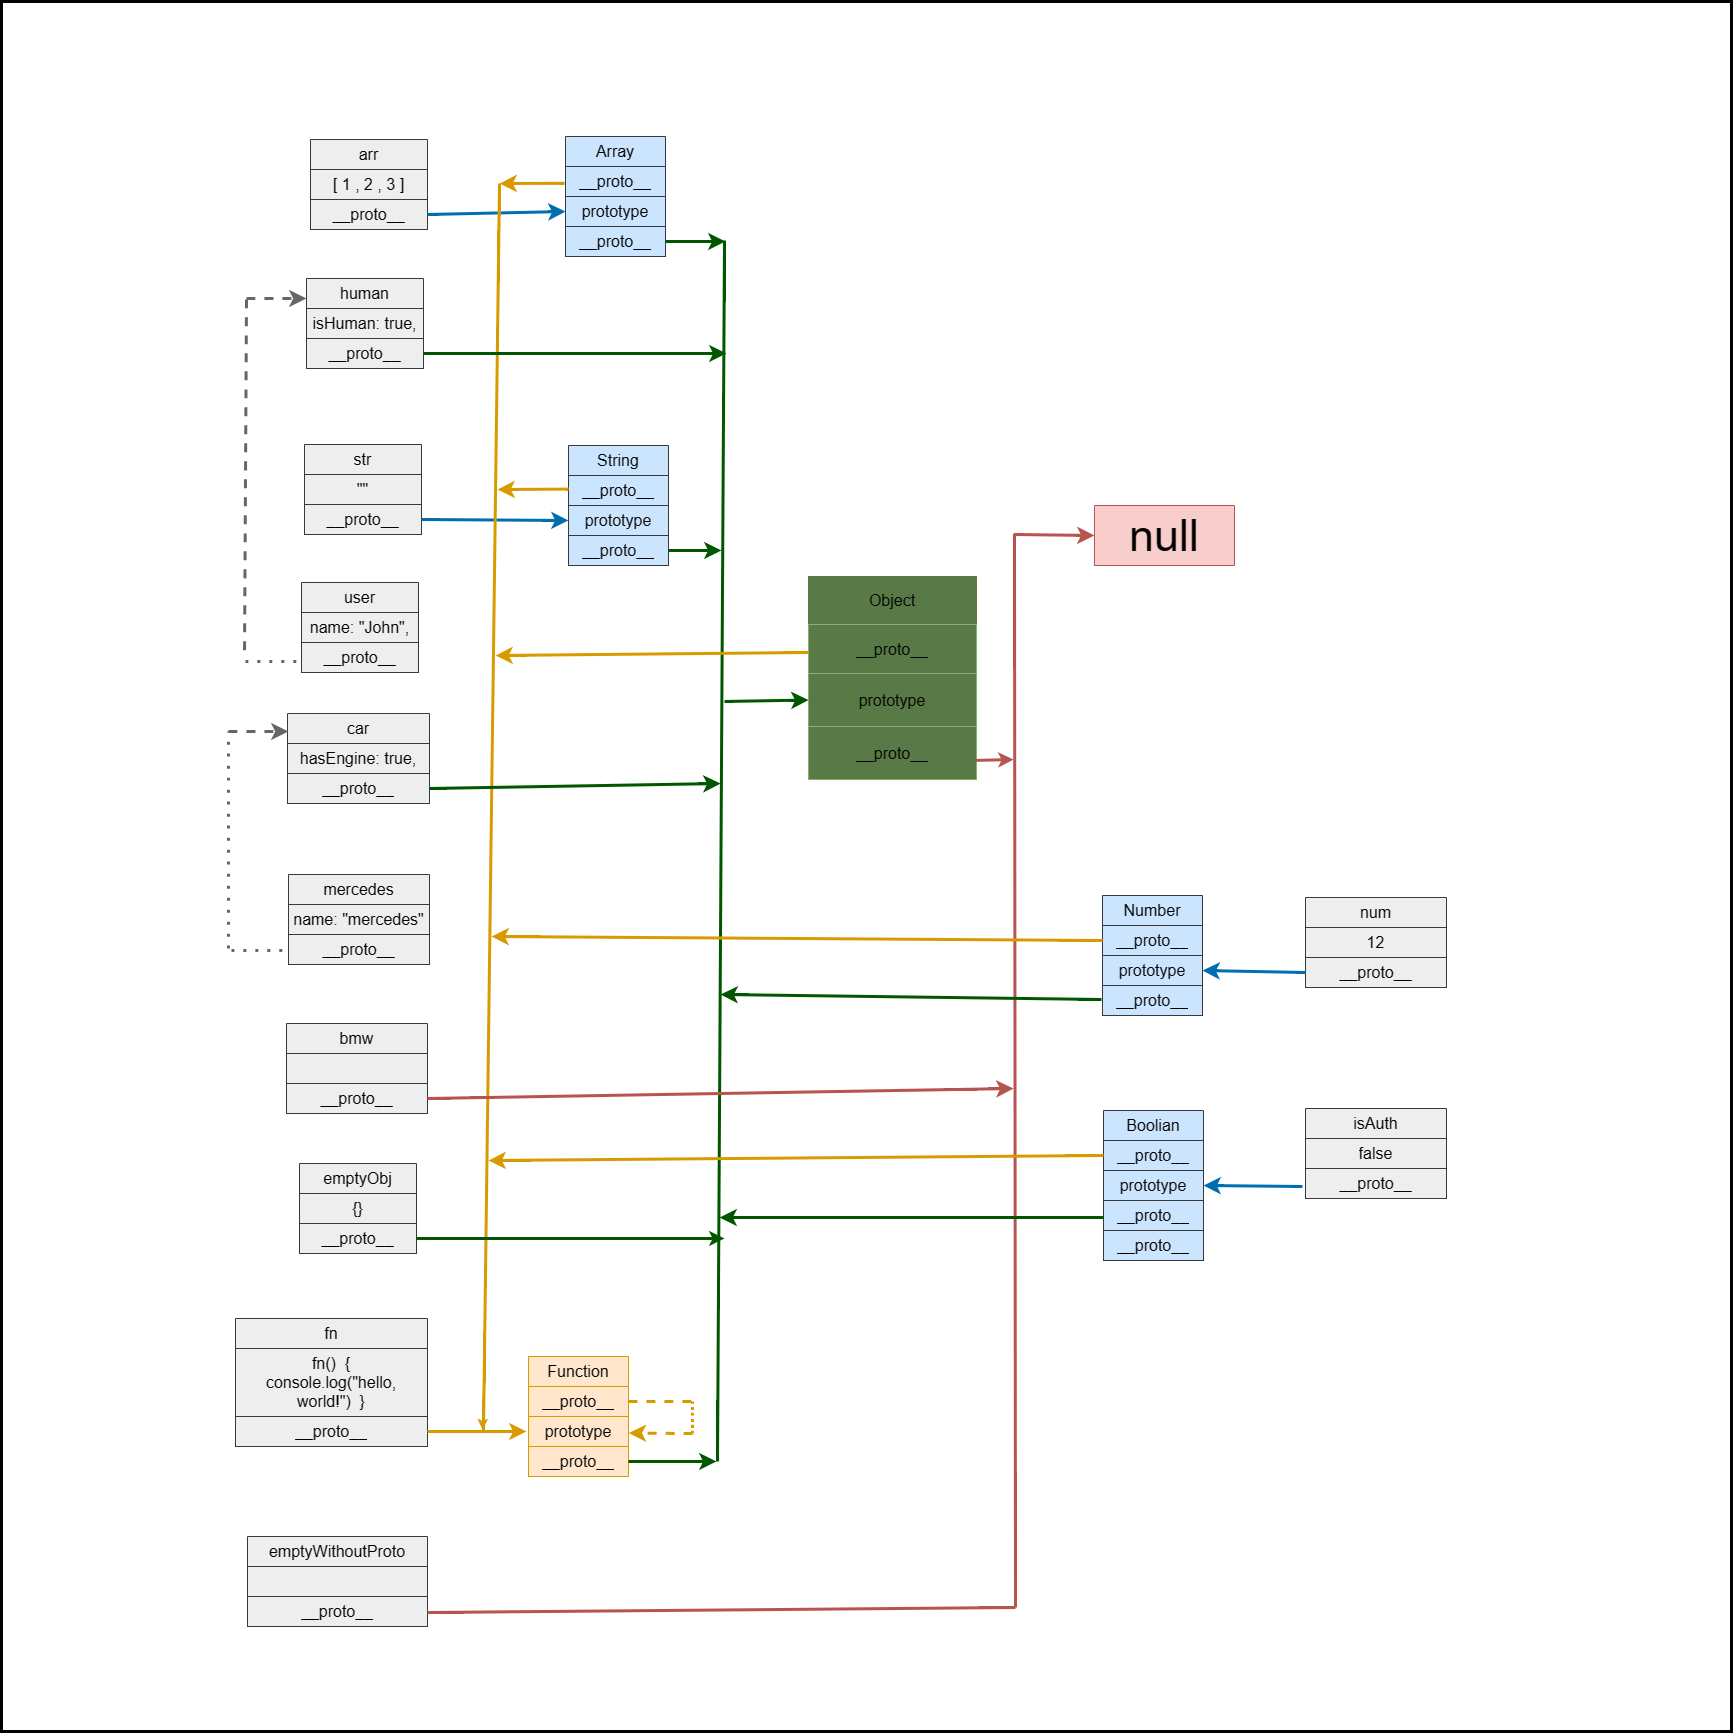 arr
[ 1 , 2 , 3 ]
__proto__
Array
__proto__
prototype
__proto__
human
isHuman: true,
__proto__
str
""
__proto__
String
__proto__
prototype
__proto__
null
user
name: "John",
__proto__
Object
__proto__
prototype
__proto__
car
hasEngine: true,
__proto__
mercedes
name: "mercedes"
__proto__
Number
__proto__
prototype
__proto__
num
12
__proto__
bmw
__proto__
Boolian
__proto__
prototype
__proto__
__proto__
isAuth
false
__proto__
emptyObj
{}
__proto__
fn
fn() {
console.log("hello,
world!") }
__proto__
Function
__proto__
prototype
__proto__
emptyWithoutProto
__proto__